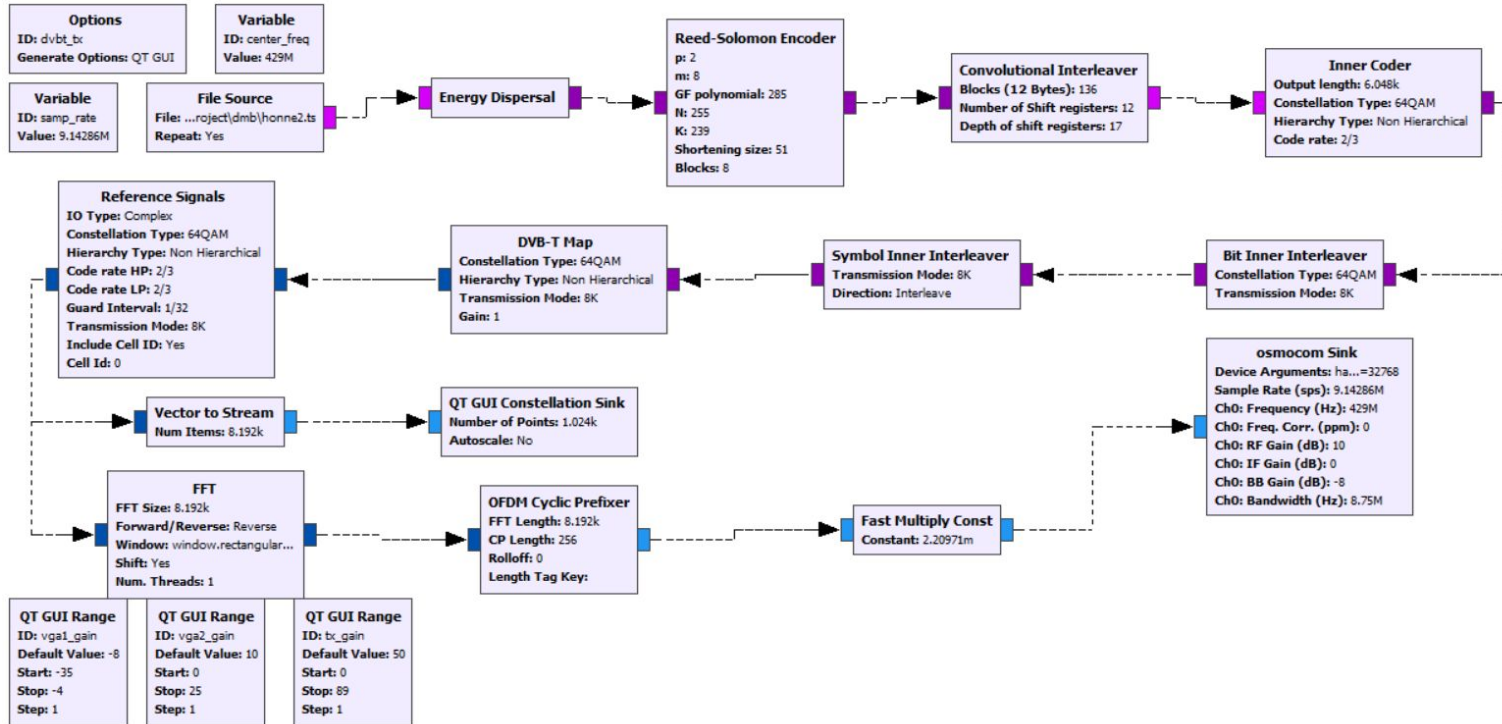 Options
ID: dvbt_tx
Generate Options: QT GUI
Variable
ID: center_freq
Value: 429M
Variable
ID: samp_rate
Value: 9.14286M
File Source
File: ...roject\dmb\honne2.ts
Repeat: Yes
Energy Dispersal
Reed-Solomon Encoder
p: 2
m: 8
GF polynomial: 285
N: 255
K: 239
Shortening size: 51
Blocks: 8
Convolutional Interleaver
Blocks (12 Bytes): 136
Number of Shift registers: 12
Depth of shift registers: 17
Inner Coder
Output length: 6.048k
Constellation Type: 64QAM
Hierarchy Type: Non Hierarchical
Code rate: 2/3
Reference Signals
IO Type: Complex
Constellation Type: 64QAM
Hierarchy Type: Non Hierarchical
Code rate HP: 2/3
Code rate LP: 2/3
Guard Interval: 1/32
Transmission Mode: 8K
Include Cell ID: Yes
Cell Id: 0
DVB-T Map
Constellation Type: 64QAM
Hierarchy Type: Non Hierarchical
Transmission Mode: 8K
Gain: 1
Symbol Inner Interleaver
Transmission Mode: 8K
Direction: Interleave
Bit Inner Interleaver
Constellation Type: 64QAM
Transmission Mode: 8K
Vector to Stream
Num Items: 8.192k
QT GUI Constellation Sink
Number of Points: 1.024k
Autoscale: No
osmocom Sink
Device Arguments: ha...=32768
Sample Rate (sps): 9.14286M
Ch0: Frequency (Hz): 429M
Ch0: Freq. Corr. (ppm): 0
Ch0: RF Gain (dB): 10
Ch0: IF Gain (dB): 0
Ch0: BB Gain (dB): -8
Ch0: Bandwidth (Hz): 8.75M
FFT
FFT Size: 8.192k
Forward/Reverse: Reverse
Window: window.rectangular...
Shift: Yes
Num. Threads: 1
OFDM Cyclic Prefixer
FFT Length: 8.192k
CP Length: 256
Rolloff: 0
Length Tag Key:
Fast Multiply Const
Constant: 2.20971m
QT GUI Range
ID: vga1_gain
Default Value: -8
Start: -35
Stop: -4
Step: 1
QT GUI Range
ID: vga2_gain
Default Value: 10
Start: 0
Stop: 25
Step: 1
QT GUI Range
ID: tx_gain
Default Value: 50
Start: 0
Stop: 89
Step: 1